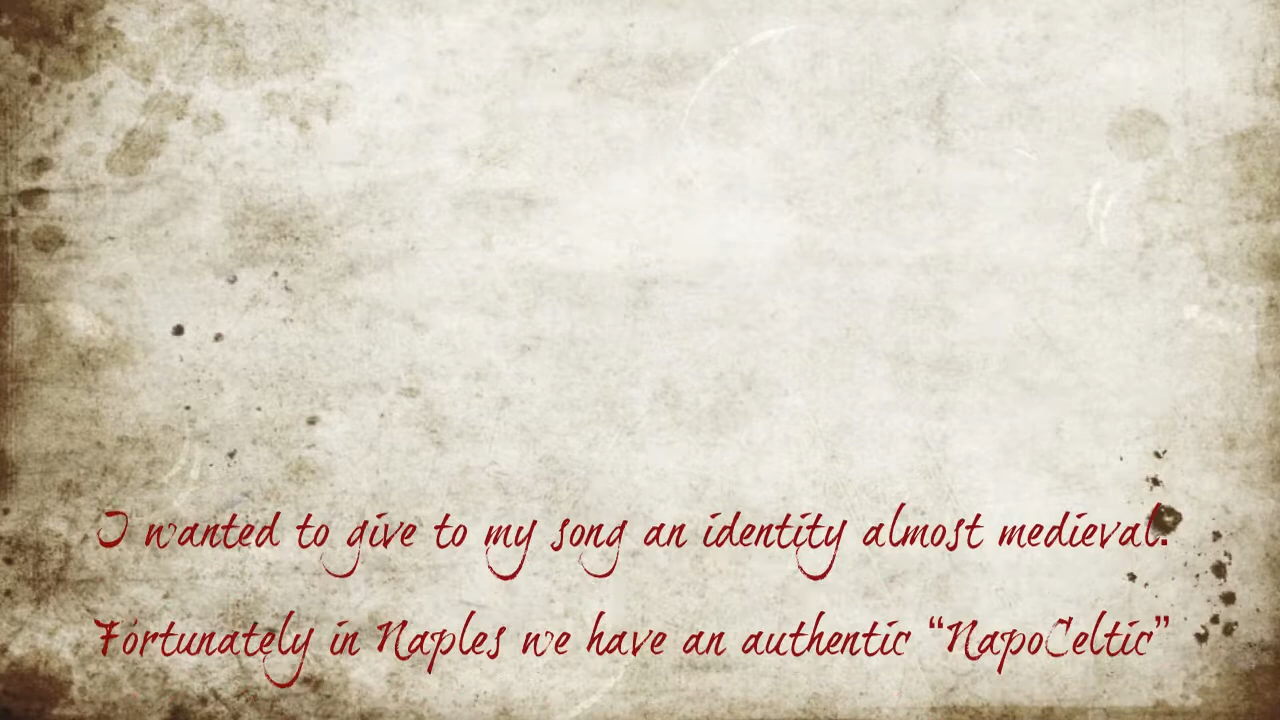 I wanted to give to my song an identity almost medieval.
Fortunately in Naples we have an authentic “NapoCeltic”